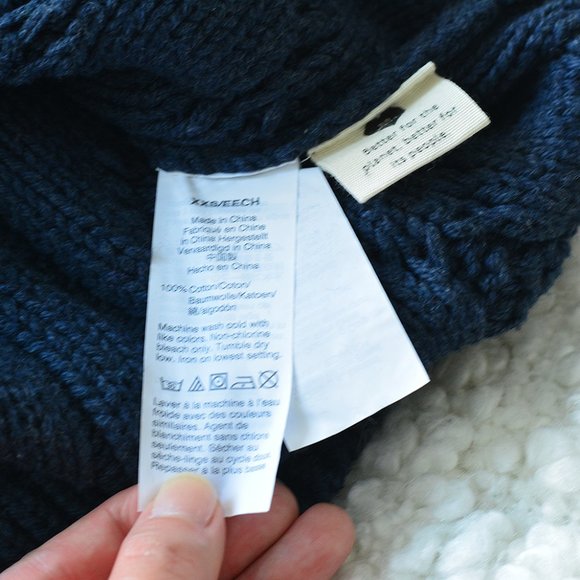 Better for the
planet, better for
its people.
XXS/EECH
Made in China
Fabriqué en Chine
in China Hergestellt
Vervaardigd in China
中国製
Hecho en China
100% Cotton/Coton/
Baumwolle/Katoen/
綿/algodón
Machine wash cold with
like colors. Non-chlorine
bleach only. Tumble dry
low. Iron on lowest setting.
Laver à la machine à l'eau
froide avec des couleurs
similaires. Agent de
blanchiment sans chlore
seulement. Sécher au
sèche-linge au cycle doux.
Repasser à la plus basse